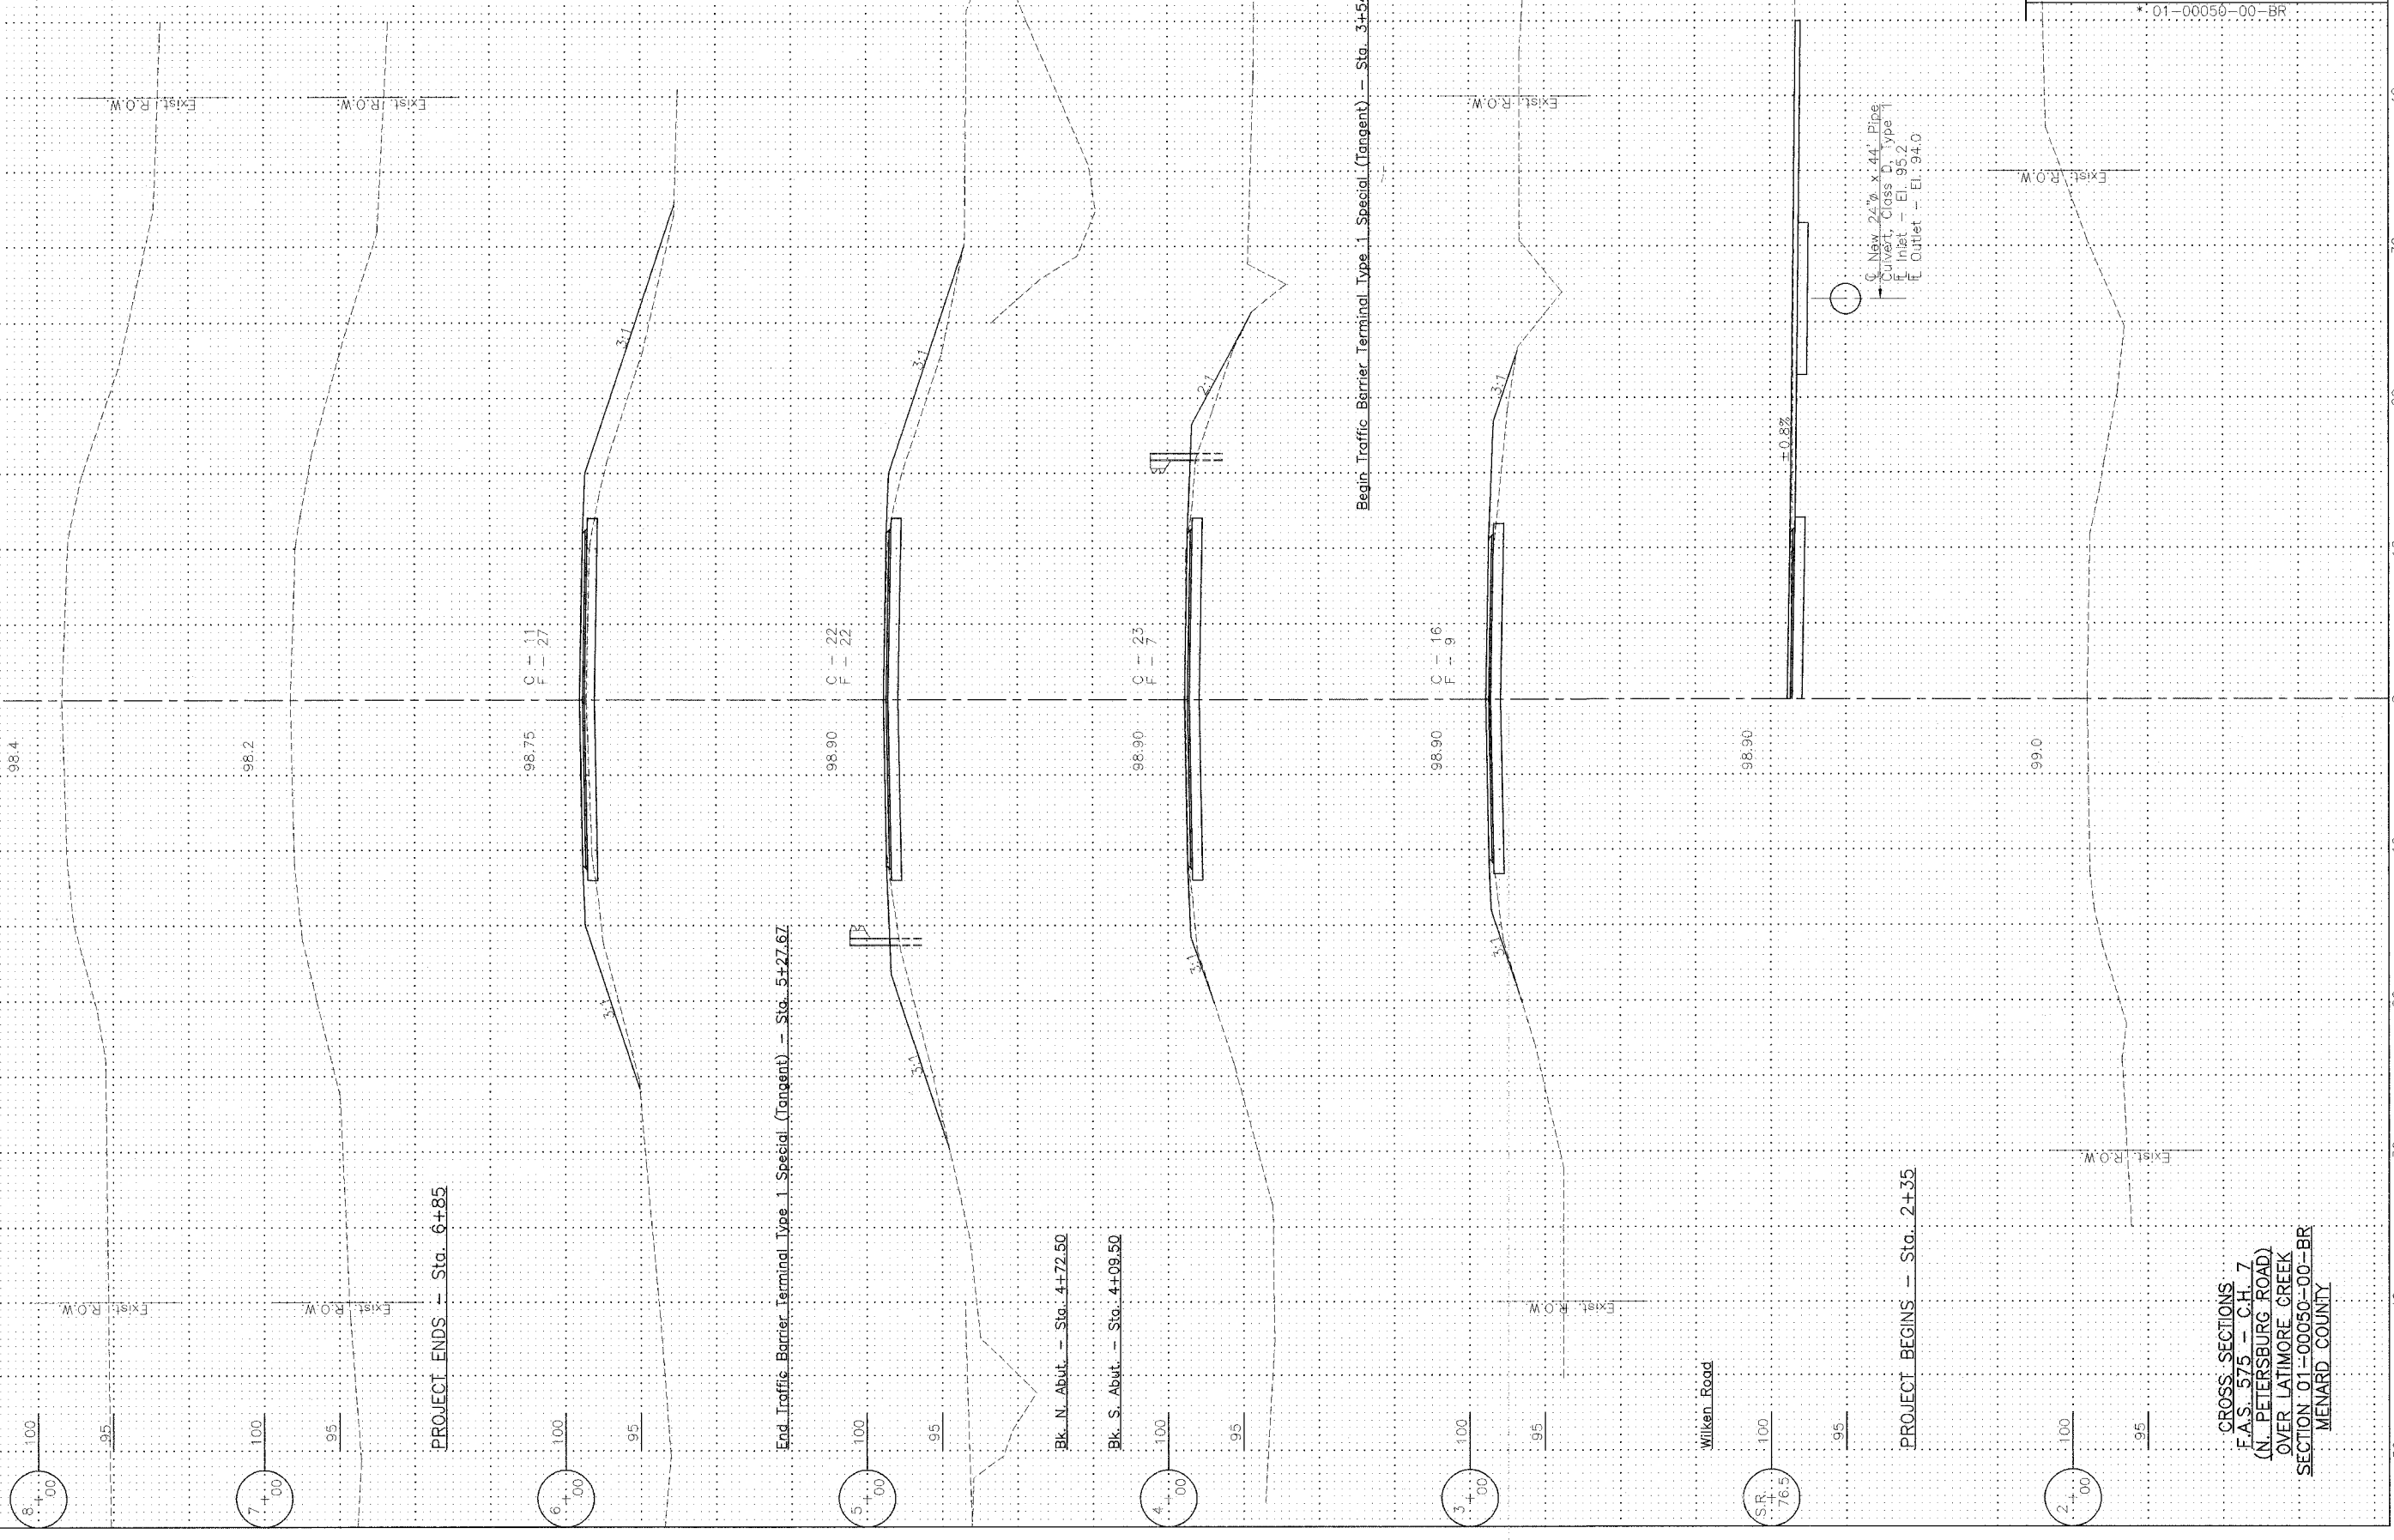 * 01-00050-00-BR
8+00
100
95
98.4
Exist. R.O.W.
Exist. R.O.W.
7+00
100
95
98.2
Exist. R.O.W.
Exist. R.O.W.
PROJECT ENDS - Sta. 6+85
6+00
100
95
98.75
C - 11
F - 27
3:1
3:1
End Traffic Barrier Terminal Type 1 Special (Tangent) - Sta. 5+27.67
5+00
100
95
98.90
C - 22
F - 22
3:1
3:1
Bk. N. Abut. - Sta. 4+72.50
Bk. S. Abut. - Sta. 4+09.50
4+00
100
95
98.90
C - 23
F - 7
3:1
2:1
Begin Traffic Barrier Terminal Type 1 Special (Tangent) - Sta. 3+5
3+00
100
95
98.90
C - 16
F - 9
3:1
3:1
Exist. R.O.W.
Exist. R.O.W.
Wilken Road
S.R.
+76.5
100
95
98.90
±0.8%
℄ New 24"ø x 44' Pipe
Culvert, Class D, Type 1
FL Inlet - El. 95.2
FL Outlet - El. 94.0
PROJECT BEGINS - Sta. 2+35
2+00
100
95
99.0
Exist. R.O.W.
Exist. R.O.W.
CROSS SECTIONS
F.A.S. 575 - C.H. 7
(N. PETERSBURG ROAD)
OVER LATIMORE CREEK
SECTION 01-00050-00-BR
MENARD COUNTY